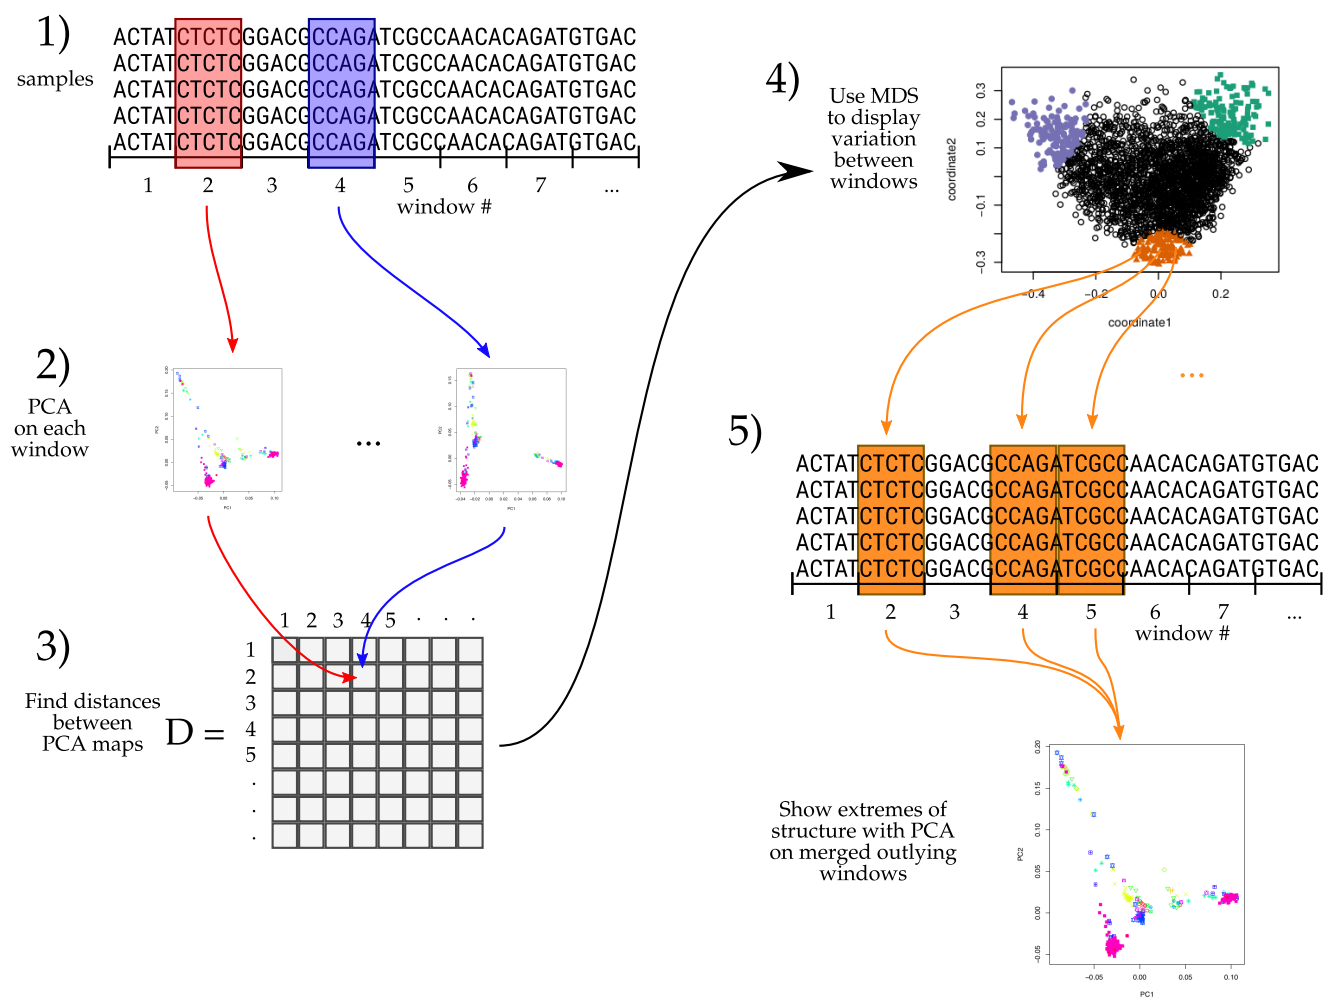 1)
samples
ACTATCTCTCGGACGCCAGATCGCCAACACAGATGTGAC
ACTATCTCTCGGACGCCAGATCGCCAACACAGATGTGAC
ACTATCTCTCGGACGCCAGATCGCCAACACAGATGTGAC
ACTATCTCTCGGACGCCAGATCGCCAACACAGATGTGAC
ACTATCTCTCGGACGCCAGATCGCCAACACAGATGTGAC
1 2 3 4 5 6 7 ...
window #
2)
PCA
on each
window
PC2
PC1
...
PC2
PC1
3)
Find distances
between
PCA maps
D =
1 2 3 4 5 · · ·
1
2
3
4
5
.
.
.
4)
Use MDS
to display
variation
between
windows
coordinate2
0.3
0.2
0.1
−0.1
−0.3
−0.4 −0.2 0.0 0.2
coordinate1
...
5)
ACTATCTCTCGGACGCCAGATCGCCAACACAGATGTGAC
ACTATCTCTCGGACGCCAGATCGCCAACACAGATGTGAC
ACTATCTCTCGGACGCCAGATCGCCAACACAGATGTGAC
ACTATCTCTCGGACGCCAGATCGCCAACACAGATGTGAC
ACTATCTCTCGGACGCCAGATCGCCAACACAGATGTGAC
1 2 3 4 5 6 7 ...
window #
Show extremes of
structure with PCA
on merged outlying
windows
PC2
0.20
0.15
0.10
0.05
0.00
−0.05
−0.05 0.00 0.05 0.10
PC1